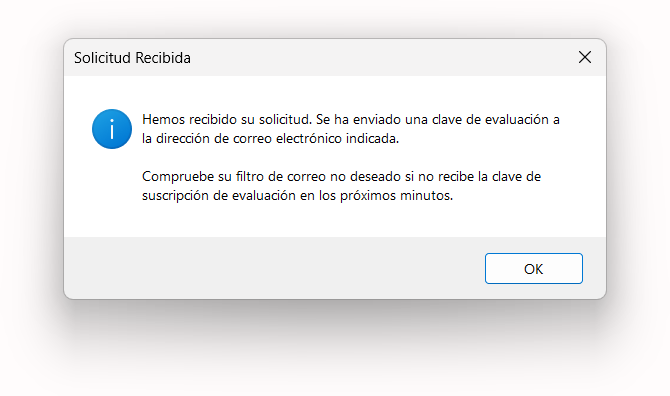 Solicitud Recibida
Hemos recibido su solicitud. Se ha enviado una clave de evaluación a
la dirección de correo electrónico indicada.
Compruebe su filtro de correo no deseado si no recibe la clave de
suscripción de evaluación en los próximos minutos.
OK